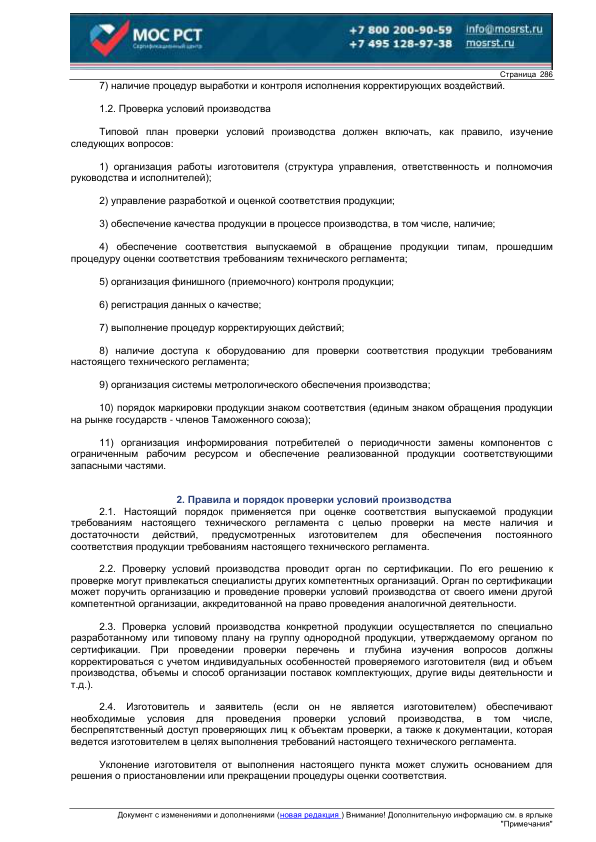 МОС РСТ
Сертификационный центр
+7 800 200-90-59 info@mosrst.ru
+7 495 128-97-38 mosrst.ru
Страница 286
7) наличие процедур выработки и контроля исполнения корректирующих воздействий.
1.2. Проверка условий производства
Типовой план проверки условий производства должен включать, как правило, изучение
следующих вопросов:
1) организация работы изготовителя (структура управления, ответственность и полномочия
руководства и исполнителей);
2) управление разработкой и оценкой соответствия продукции;
3) обеспечение качества продукции в процессе производства, в том числе, наличие;
4) обеспечение соответствия выпускаемой в обращение продукции типам, прошедшим
процедуру оценки соответствия требованиям технического регламента;
5) организация финишного (приемочного) контроля продукции;
6) регистрация данных о качестве;
7) выполнение процедур корректирующих действий;
8) наличие доступа к оборудованию для проверки соответствия продукции требованиям
настоящего технического регламента;
9) организация системы метрологического обеспечения производства;
10) порядок маркировки продукции знаком соответствия (единым знаком обращения продукции
на рынке государств - членов Таможенного союза);
11) организация информирования потребителей о периодичности замены компонентов с
ограниченным рабочим ресурсом и обеспечение реализованной продукции соответствующими
запасными частями.
2. Правила и порядок проверки условий производства
2.1. Настоящий порядок применяется при оценке соответствия выпускаемой продукции
требованиям настоящего технического регламента с целью проверки на месте наличия и
достаточности действий, предусмотренных изготовителем для обеспечения постоянного
соответствия продукции требованиям настоящего технического регламента.
2.2. Проверку условий производства проводит орган по сертификации. По его решению к
проверке могут привлекаться специалисты других компетентных организаций. Орган по сертификации
может поручить организацию и проведение проверки условий производства от своего имени другой
компетентной организации, аккредитованной на право проведения аналогичной деятельности.
2.3. Проверка условий производства конкретной продукции осуществляется по специально
разработанному или типовому плану на группу однородной продукции, утверждаемому органом по
сертификации. При проведении проверки перечень и глубина изучения вопросов должны
корректироваться с учетом индивидуальных особенностей проверяемого изготовителя (вид и объем
производства, объемы и способ организации поставок комплектующих, другие виды деятельности и
т.д.).
2.4. Изготовитель и заявитель (если он не является изготовителем) обеспечивают
необходимые условия для проведения проверки условий производства, в том числе,
беспрепятственный доступ проверяющих лиц к объектам проверки, а также к документации, которая
ведется изготовителем в целях выполнения требований настоящего технического регламента.
Уклонение изготовителя от выполнения настоящего пункта может служить основанием для
решения о приостановлении или прекращении процедуры оценки соответствия.
Документ с изменениями и дополнениями (новая редакция ) Внимание! Дополнительную информацию см. в ярлыке
"Примечания"